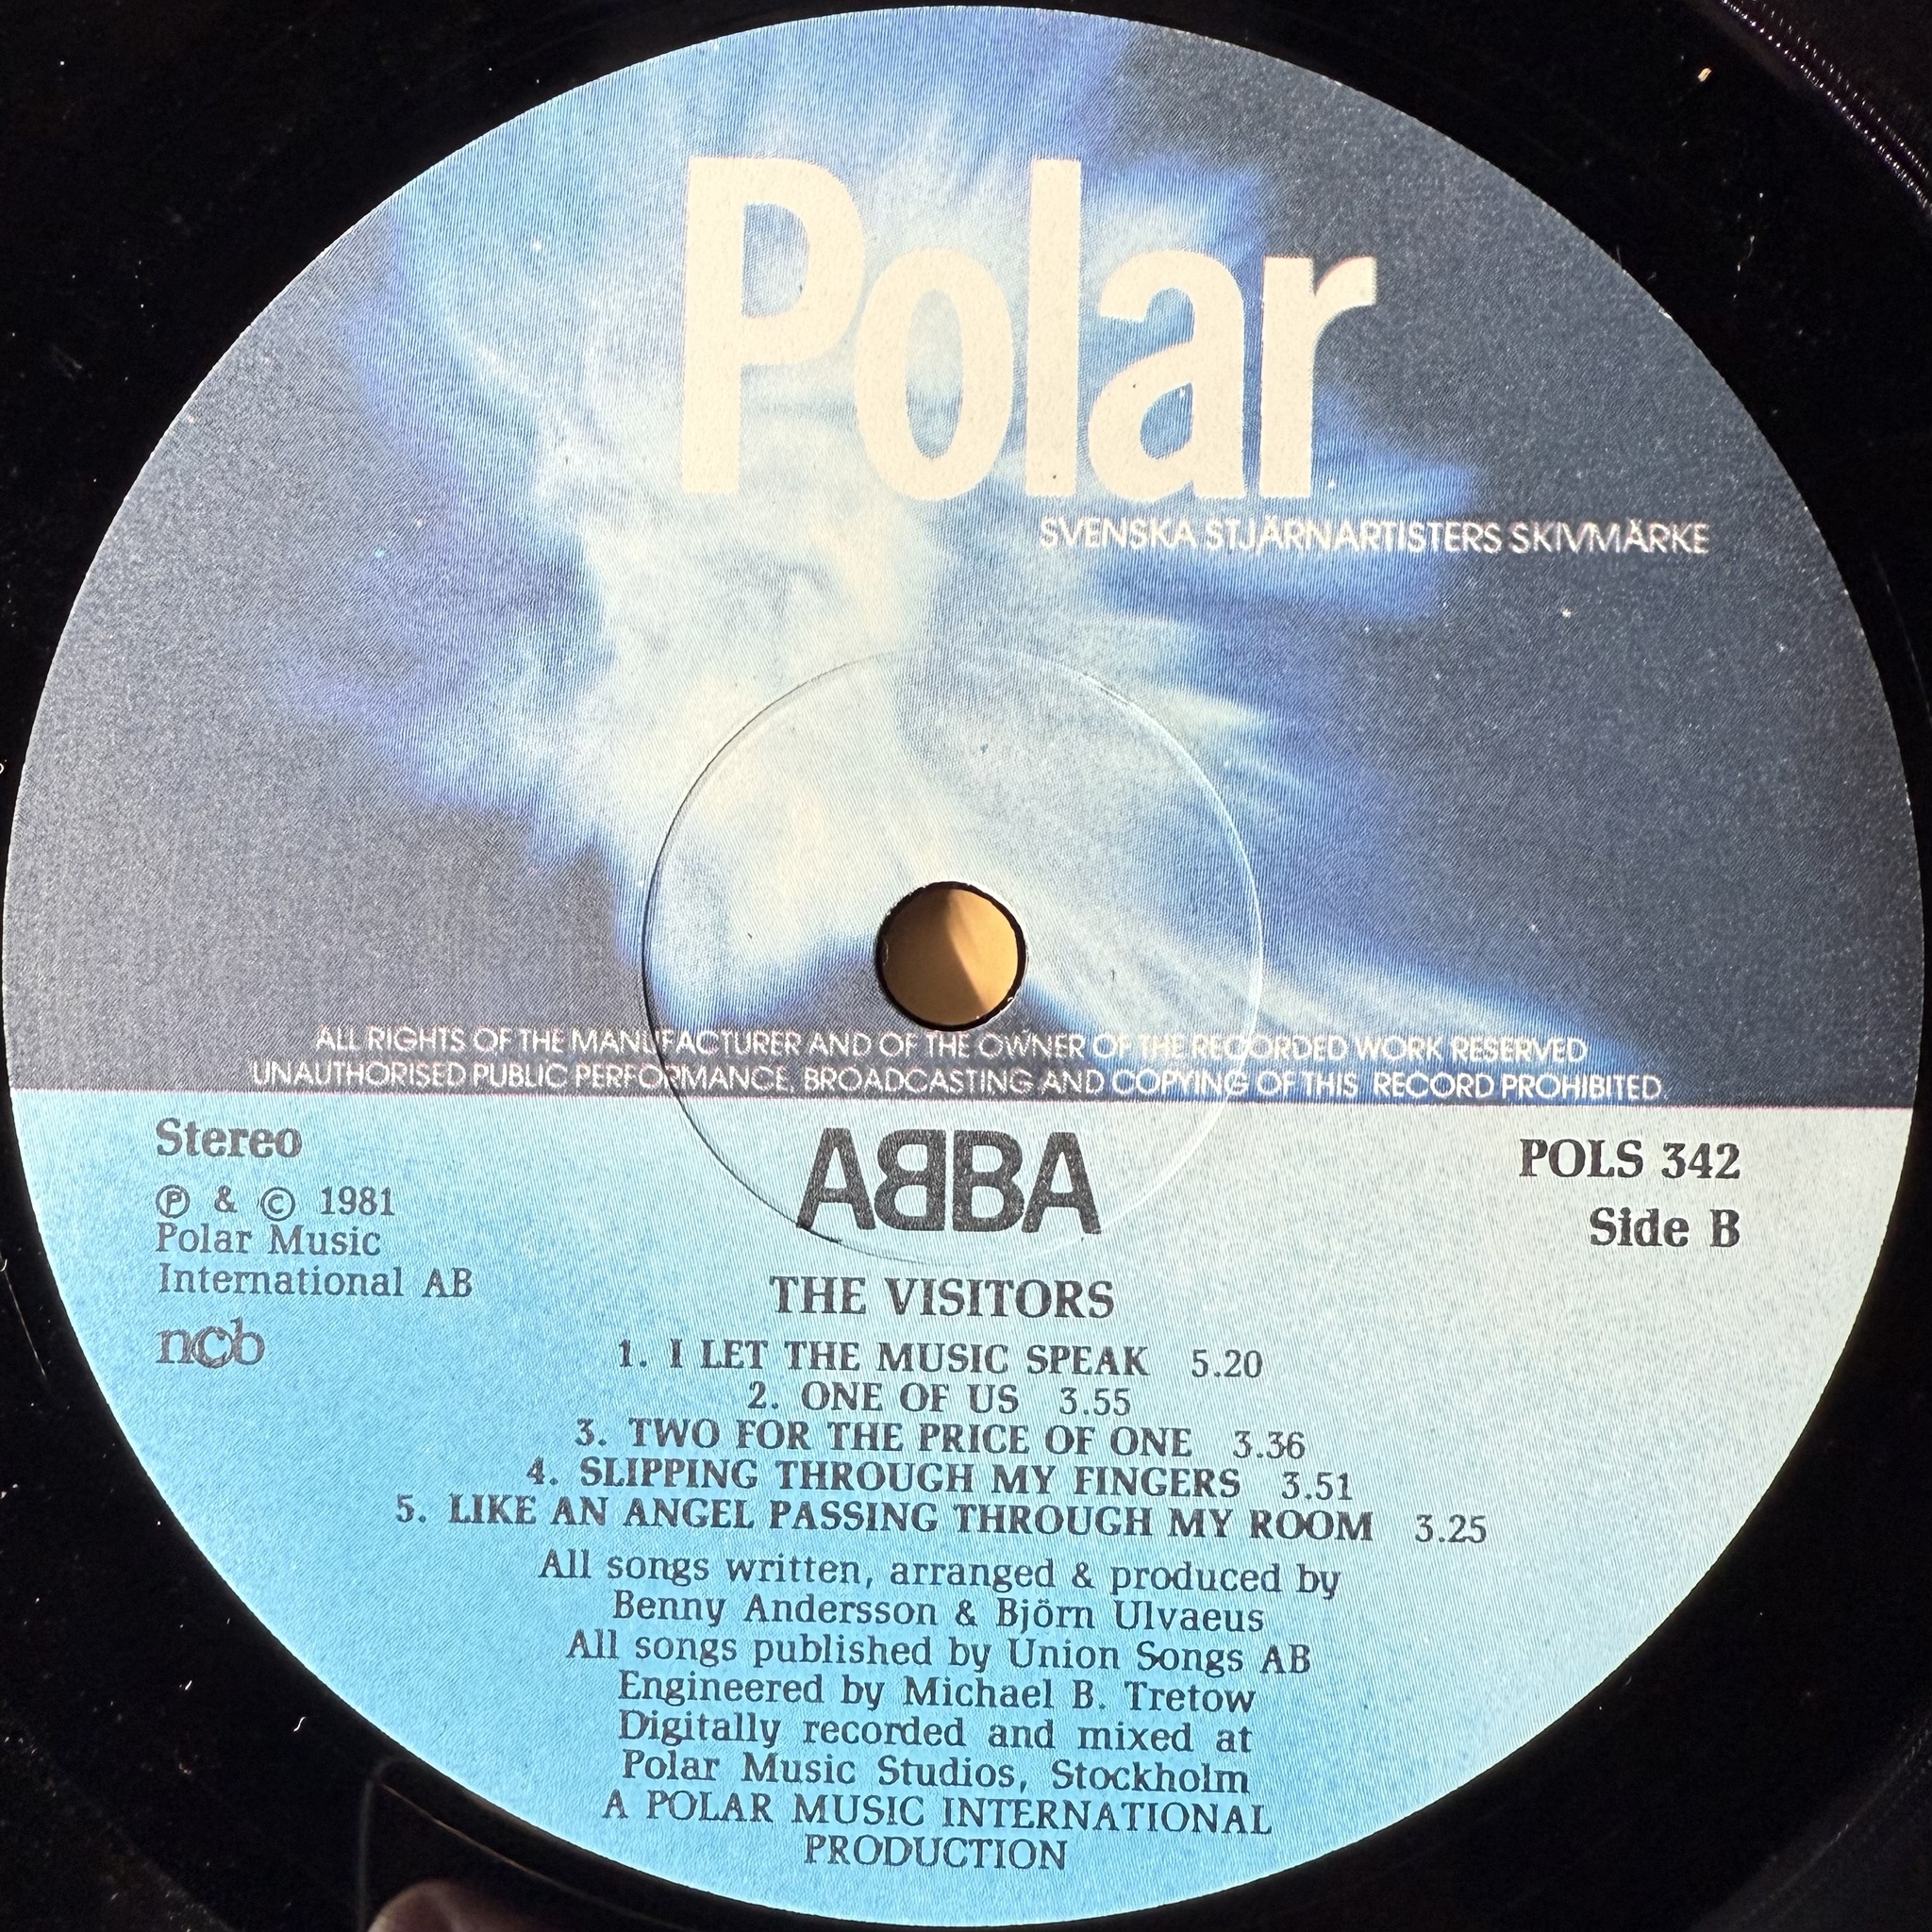 Polar
SVENSKA STJÄRNARTISTERS SKIVMÄRKE
ALL RIGHTS OF THE MANUFACTURER AND OF THE OWNER OF THE RECORDED WORK RESERVED
UNAUTHORISED PUBLIC PERFORMANCE, BROADCASTING AND COPYING OF THIS RECORD PROHIBITED.
Stereo
℗ & © 1981
Polar Music
International AB
ncb
ABBA
POLS 342
Side B
THE VISITORS
1. I LET THE MUSIC SPEAK 5.20
2. ONE OF US 3.55
3. TWO FOR THE PRICE OF ONE 3.36
4. SLIPPING THROUGH MY FINGERS 3.51
5. LIKE AN ANGEL PASSING THROUGH MY ROOM 3.25
All songs written, arranged & produced by
Benny Andersson & Björn Ulvaeus
All songs published by Union Songs AB
Engineered by Michael B. Tretow
Digitally recorded and mixed at
Polar Music Studios, Stockholm
A POLAR MUSIC INTERNATIONAL
PRODUCTION